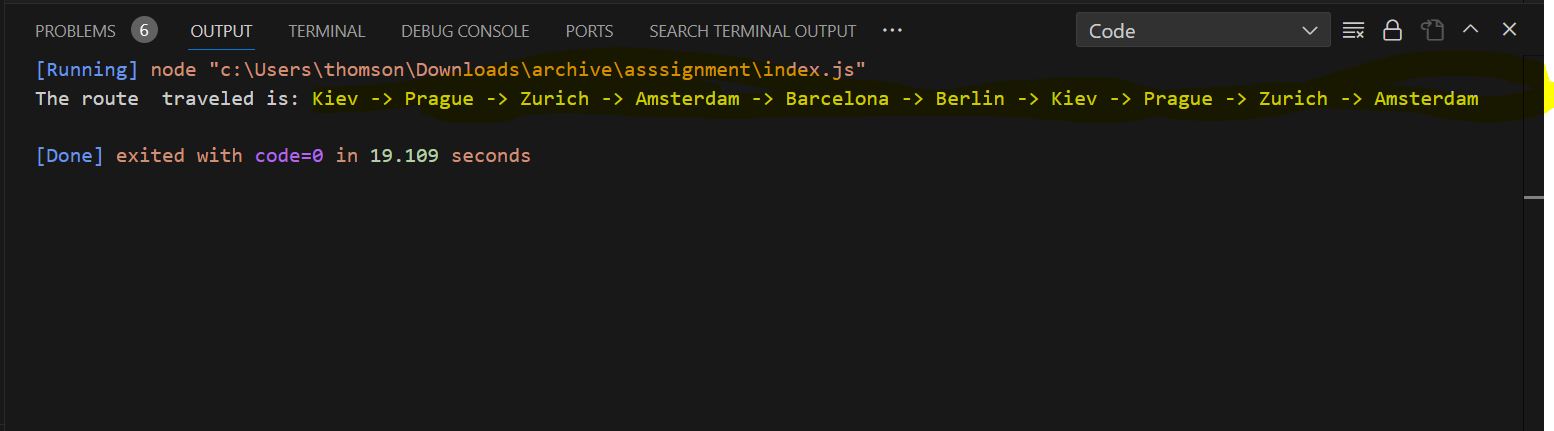 PROBLEMS 6 OUTPUT TERMINAL DEBUG CONSOLE PORTS SEARCH TERMINAL OUTPUT ··· Code
[Running] node "c:\Users\thomson\Downloads\archive\asssignment\index.js"
The route  traveled is: Kiev -> Prague -> Zurich -> Amsterdam -> Barcelona -> Berlin -> Kiev -> Prague -> Zurich -> Amsterdam
[Done] exited with code=0 in 19.109 seconds